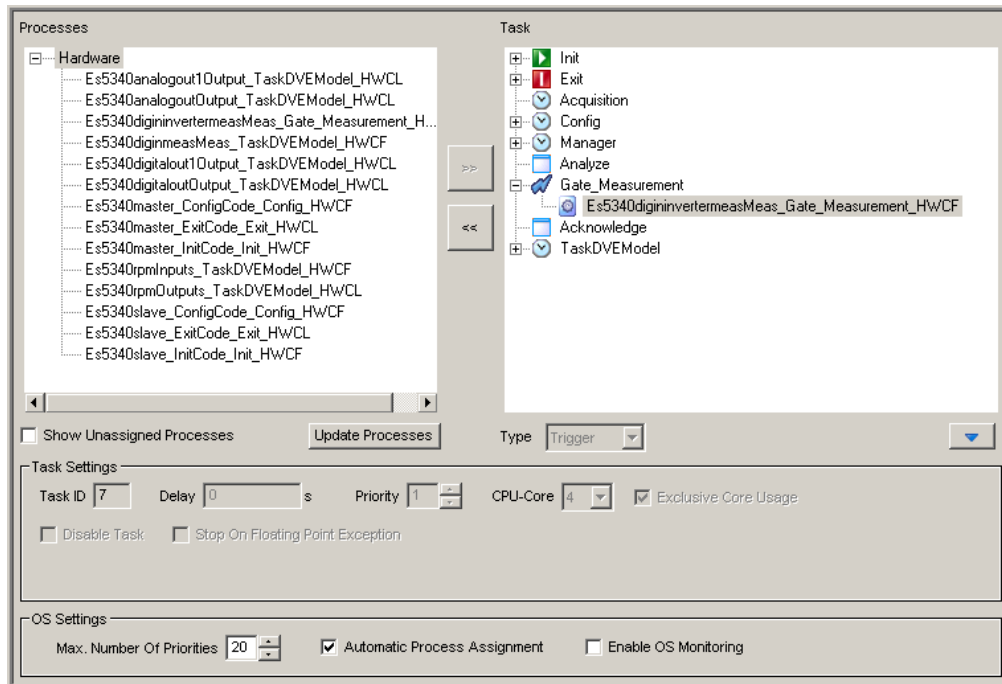 Processes
Hardware
Es5340analogout1Output_TaskDVEModel_HWCL
Es5340analogoutOutput_TaskDVEModel_HWCL
Es5340digininvertermeasMeas_Gate_Measurement_H...
Es5340diginmeasMeas_TaskDVEModel_HWCF
Es5340digitalout1Output_TaskDVEModel_HWCL
Es5340digitaloutOutput_TaskDVEModel_HWCL
Es5340master_ConfigCode_Config_HWCF
Es5340master_ExitCode_Exit_HWCL
Es5340master_InitCode_Init_HWCF
Es5340rpmInputs_TaskDVEModel_HWCF
Es5340rpmOutputs_TaskDVEModel_HWCL
Es5340slave_ConfigCode_Config_HWCF
Es5340slave_ExitCode_Exit_HWCL
Es5340slave_InitCode_Init_HWCF
Show Unassigned Processes
Update Processes
>>
<<
Task
Init
Exit
Acquisition
Config
Manager
Analyze
Gate_Measurement
Es5340digininvertermeasMeas_Gate_Measurement_HWCF
Acknowledge
TaskDVEModel
Type Trigger
Task Settings
Task ID 7 Delay 0 s Priority 1 CPU-Core 4 Exclusive Core Usage
Disable Task Stop On Floating Point Exception
OS Settings
Max. Number Of Priorities 20 Automatic Process Assignment Enable OS Monitoring